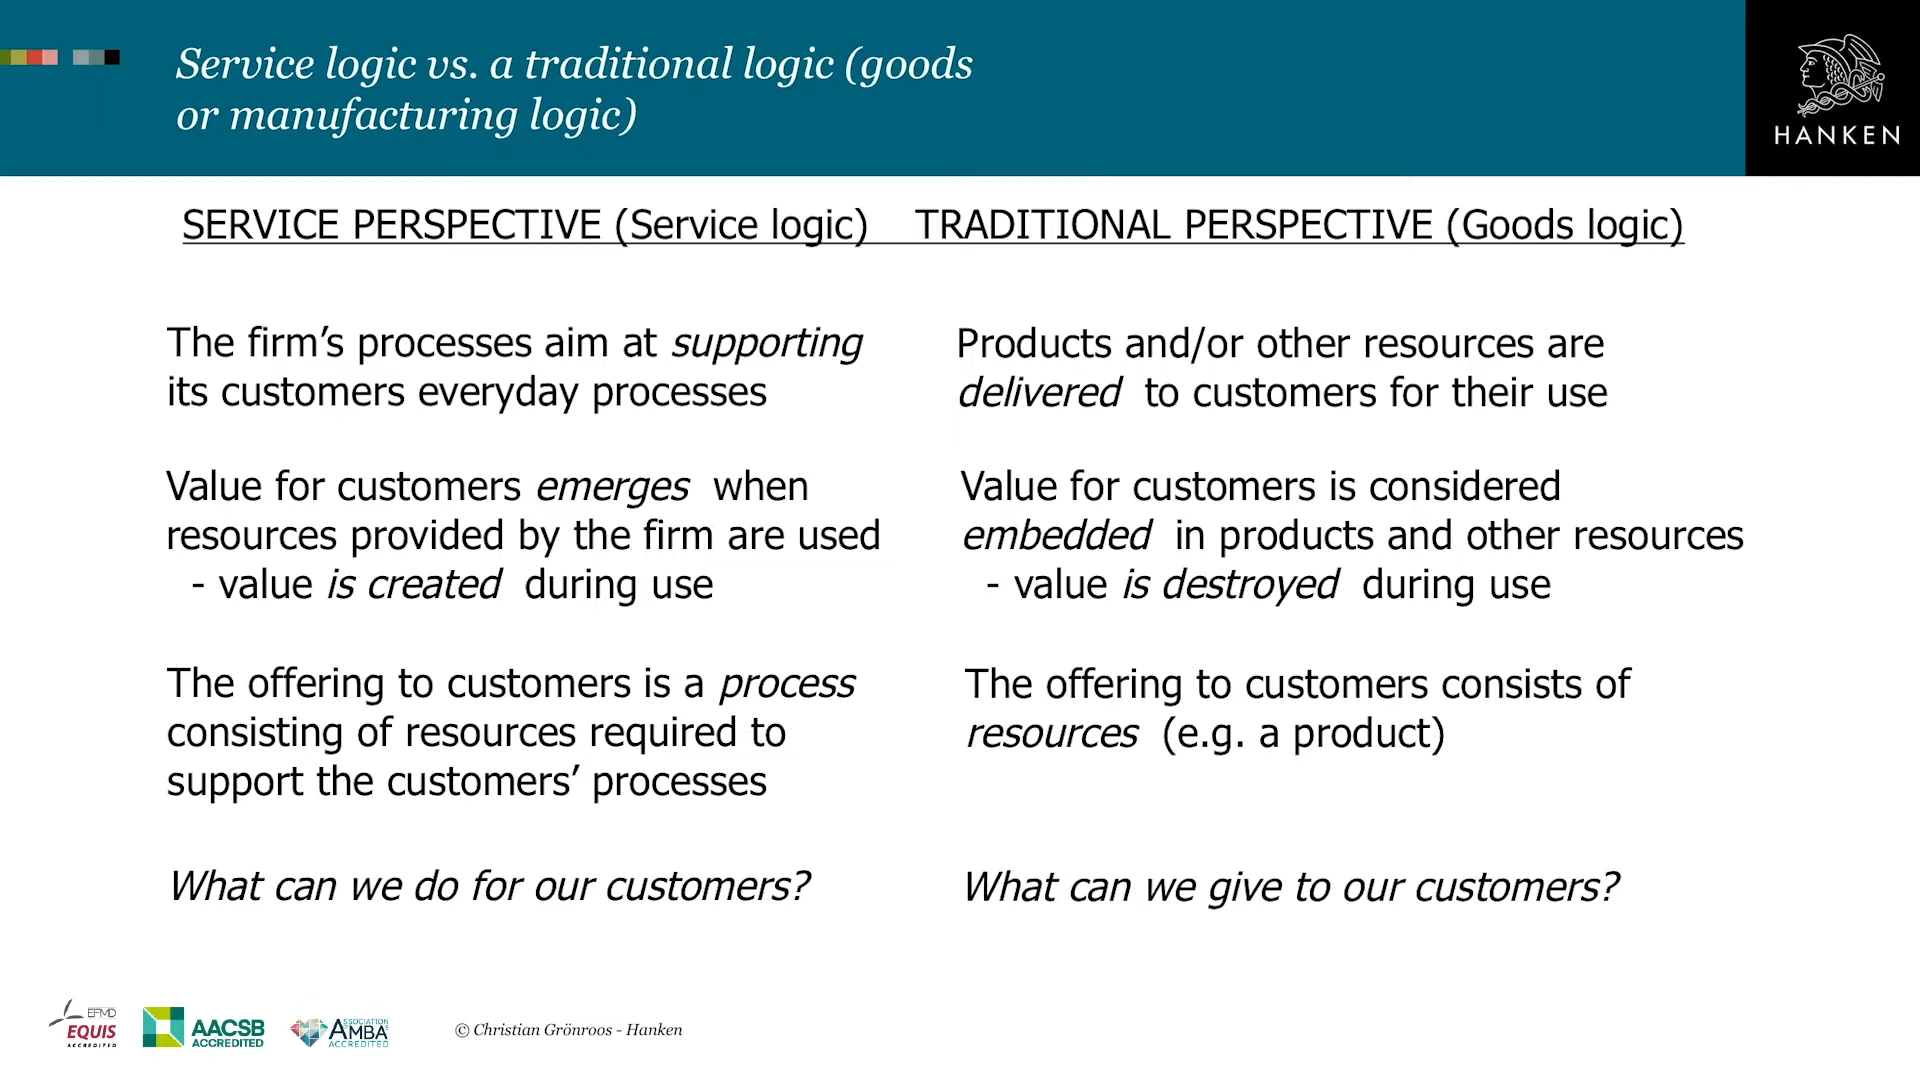 Service logic vs. a traditional logic (goods
or manufacturing logic)
HANKEN
SERVICE PERSPECTIVE (Service logic) TRADITIONAL PERSPECTIVE (Goods logic)
The firm’s processes aim at supporting
its customers everyday processes
Products and/or other resources are
delivered to customers for their use
Value for customers emerges when
resources provided by the firm are used
- value is created during use
Value for customers is considered
embedded in products and other resources
- value is destroyed during use
The offering to customers is a process
consisting of resources required to
support the customers’ processes
The offering to customers consists of
resources (e.g. a product)
What can we do for our customers?
What can we give to our customers?
EFMD
EQUIS
ACCREDITED
AACSB
ACCREDITED
ASSOCIATION
AMBA
ACCREDITED
© Christian Grönroos - Hanken